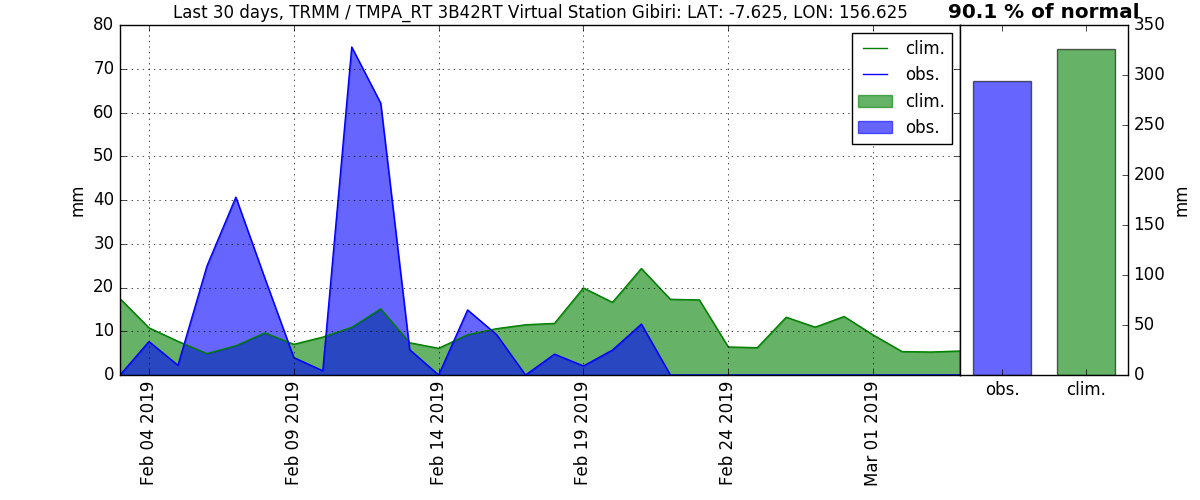 Last 30 days, TRMM / TMPA_RT 3B42RT Virtual Station Gibiri: LAT: -7.625, LON: 156.625
90.1 % of normal
80
70
60
50
40
30
20
10
0
mm
clim.
obs.
clim.
obs.
Feb 04 2019
Feb 09 2019
Feb 14 2019
Feb 19 2019
Feb 24 2019
Mar 01 2019
350
300
250
200
150
100
50
0
mm
obs.
clim.